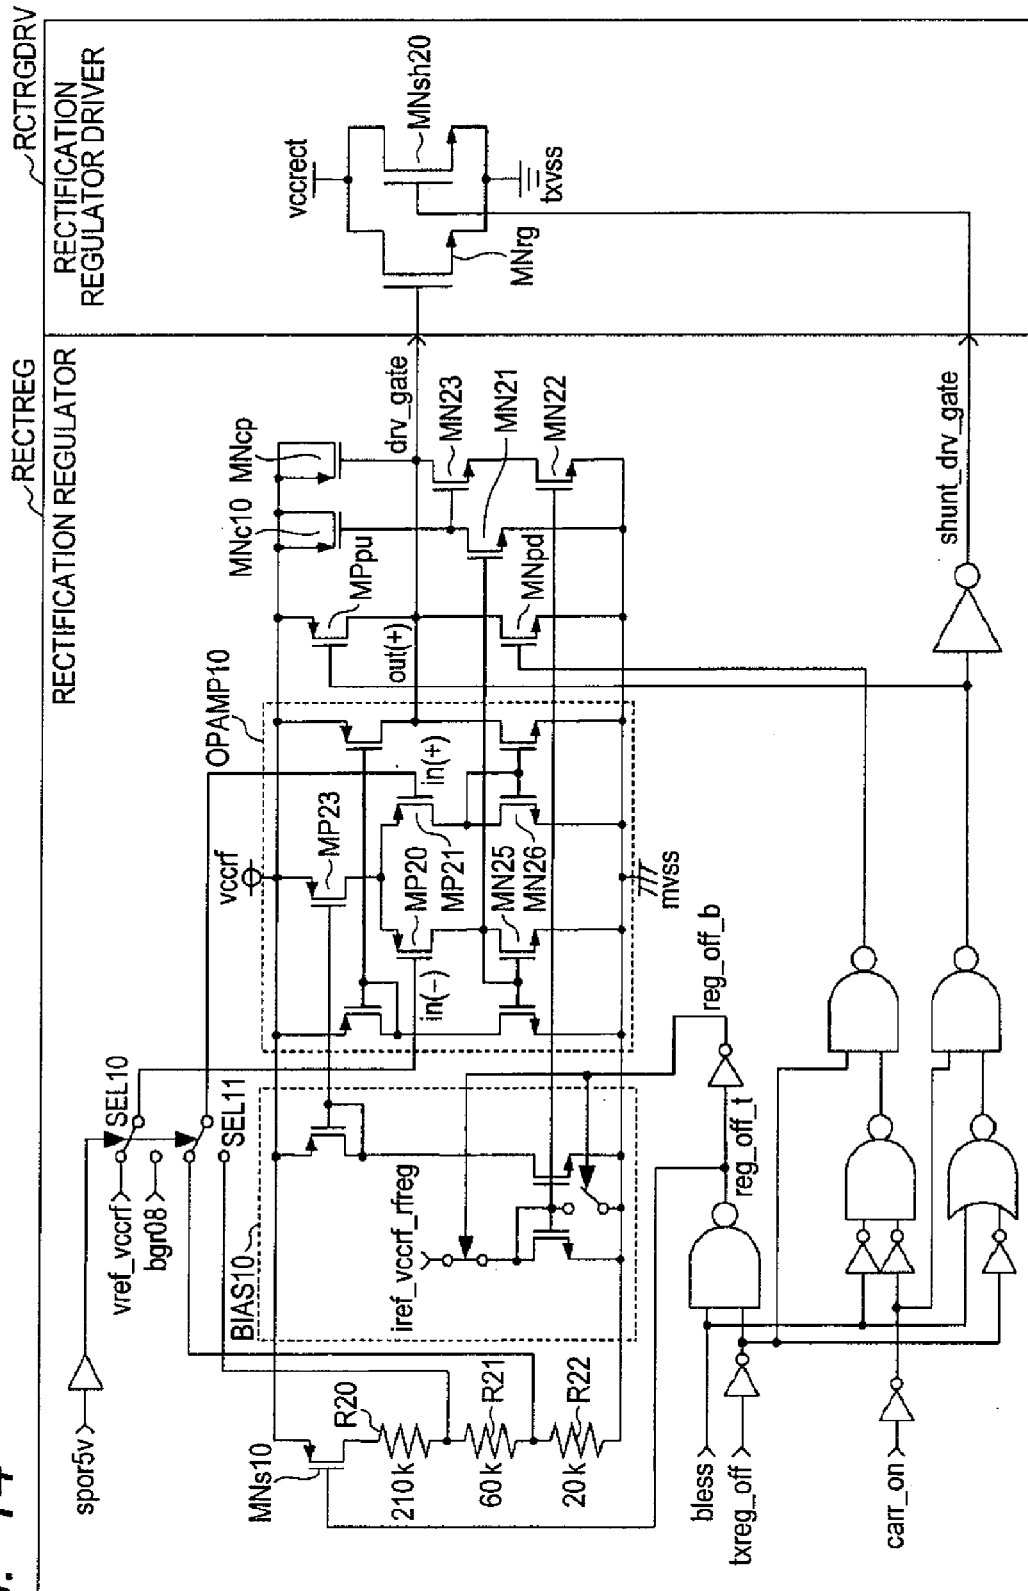 RECTREG
RCTRGDRV
RECTIFICATION REGULATOR
RECTIFICATION
REGULATOR DRIVER
spor5v
SEL10
vref_vccrf
bgr08
SEL11
BIAS10
iref_vccrf_rfreg
MNs10
R20
210k
R21
60k
R22
20k
vccrf
OPAMP10
MP23
in(−)
in(+)
MP20
MP21
MN25
MN26
mvss
out(+)
MPpu
MNpd
MNc10
MNcp
drv_gate
MN23
MN21
MN22
vccrect
MNsh20
MNrg
txvss
reg_off_b
reg_off_t
shunt_drv_gate
bless
txreg_off
carr_on